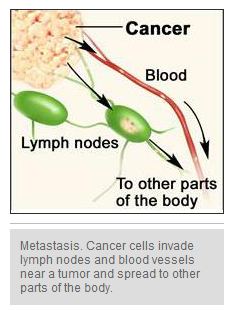 Cancer
Blood
Lymph nodes
To other parts
of the body
Metastasis. Cancer cells invade
lymph nodes and blood vessels
near a tumor and spread to other
parts of the body.